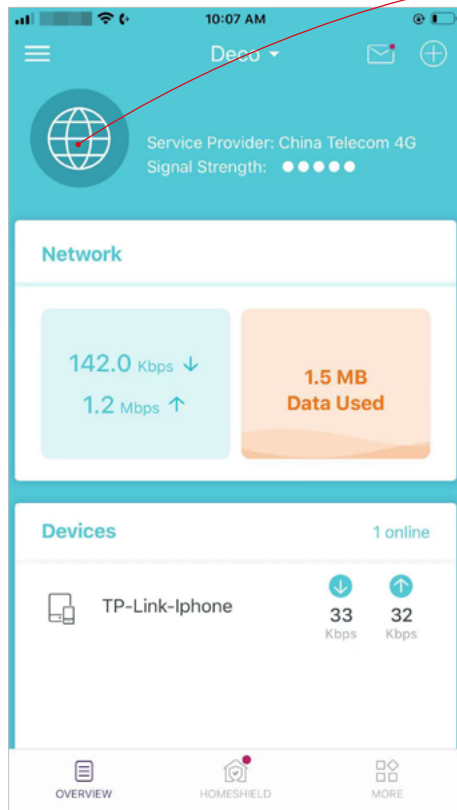 10:07 AM
Deco
Service Provider: China Telecom 4G
Signal Strength:
Network
142.0 Kbps ↓
1.2 Mbps ↑
1.5 MB
Data Used
Devices
1 online
TP-Link-Iphone
33
32
Kbps
Kbps
OVERVIEW
HOMESHIELD
MORE